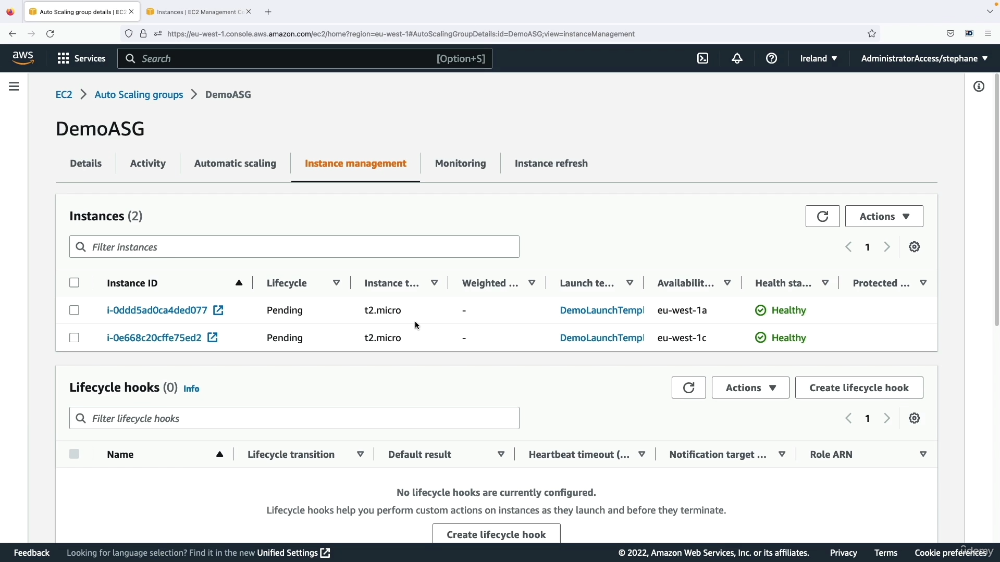 Auto Scaling group details | EC2
Instances | EC2 Management Co
https://eu-west-1.console.aws.amazon.com/ec2/home?region=eu-west-1#AutoScalingGroupDetails:id=DemoASG;view=instanceManagement
aws
Services
Search
[Option+S]
Ireland
AdministratorAccess/stephane
EC2
Auto Scaling groups
DemoASG
DemoASG
Details
Activity
Automatic scaling
Instance management
Monitoring
Instance refresh
Instances (2)
Actions
Filter instances
1
Instance ID
Lifecycle
Instance t...
Weighted ...
Launch te...
Availabilit...
Health sta...
Protected ...
i-0ddd5ad0ca4ded077
Pending
t2.micro
-
DemoLaunchTempl
eu-west-1a
Healthy
i-0e668c20cffe75ed2
Pending
t2.micro
-
DemoLaunchTempl
eu-west-1c
Healthy
Lifecycle hooks (0) Info
Actions
Create lifecycle hook
Filter lifecycle hooks
1
Name
Lifecycle transition
Default result
Heartbeat timeout (...
Notification target ...
Role ARN
No lifecycle hooks are currently configured.
Lifecycle hooks help you perform custom actions on instances as they launch and before they terminate.
Create lifecycle hook
Feedback
Looking for language selection? Find it in the new Unified Settings
© 2022, Amazon Web Services, Inc. or its affiliates.
Privacy
Terms
Cookie preferences
ûdemy